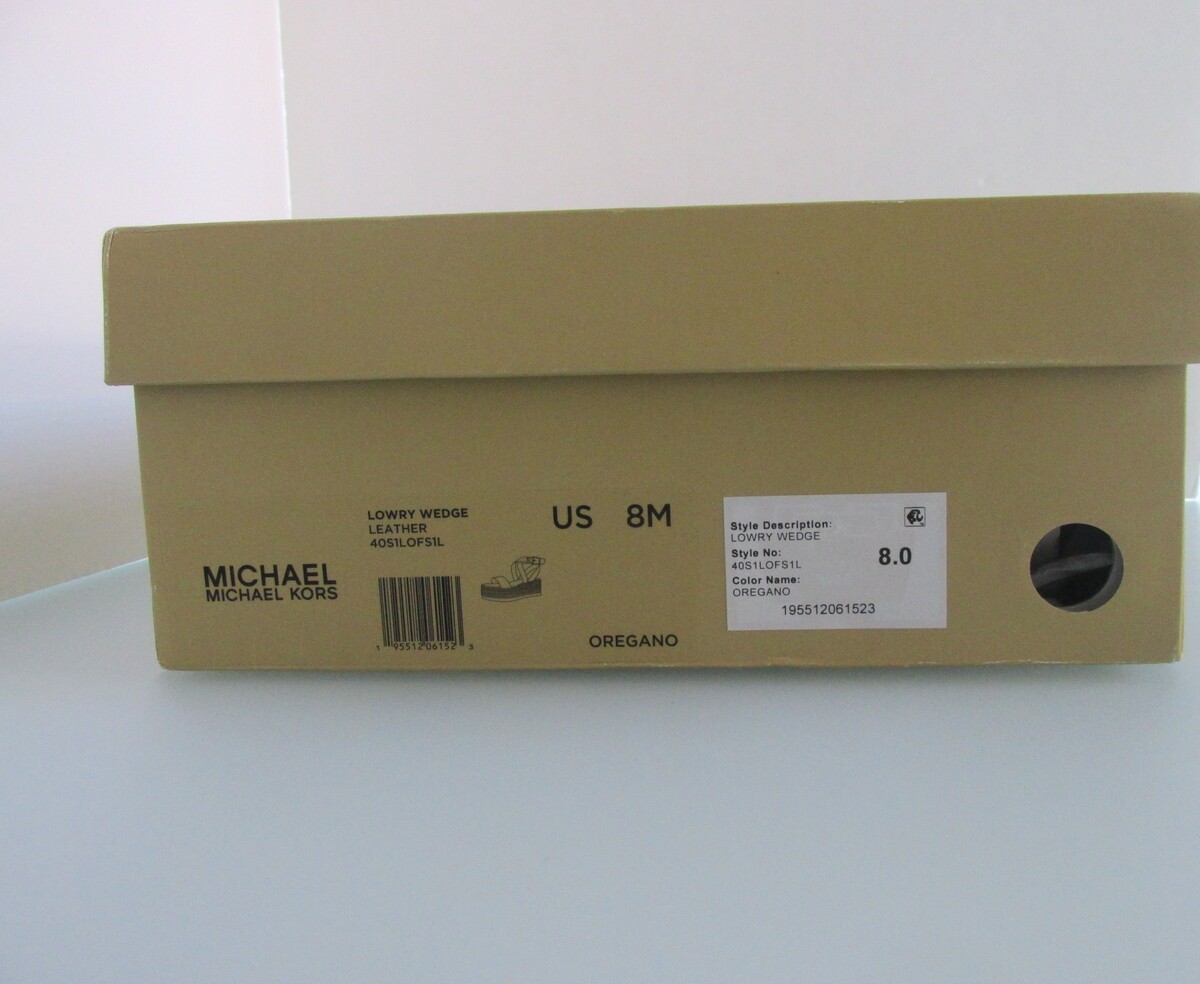 LOWRY WEDGE
LEATHER
40S1LOFS1L
US 8M
MICHAEL
MICHAEL KORS
1 95512 06152 3
OREGANO
Style Description:
LOWRY WEDGE
Style No:
8.0
40S1LOFS1L
Color Name:
OREGANO
195512061523